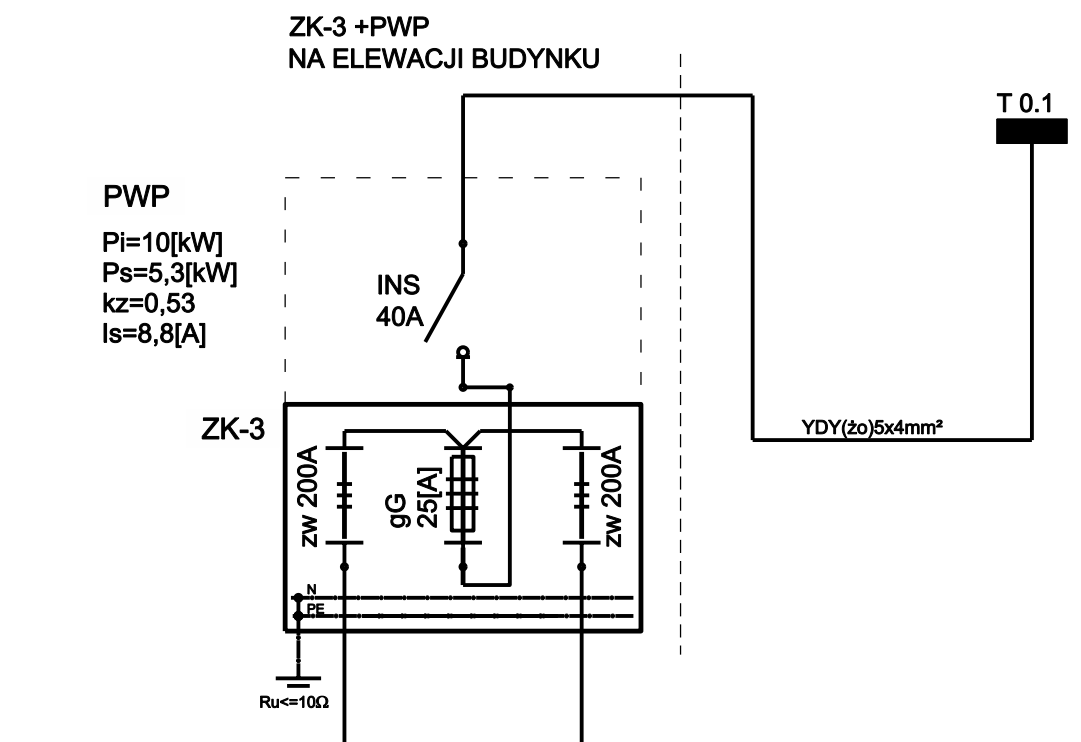 ZK-3 +PWP
NA ELEWACJI BUDYNKU
T 0.1
PWP
Pi=10[kW]
Ps=5,3[kW]
kz=0,53
Is=8,8[A]
INS
40A
ZK-3
YDY(żo)5x4mm²
zw 200A
gG
25[A]
zw 200A
N
PE
Ru<=10Ω